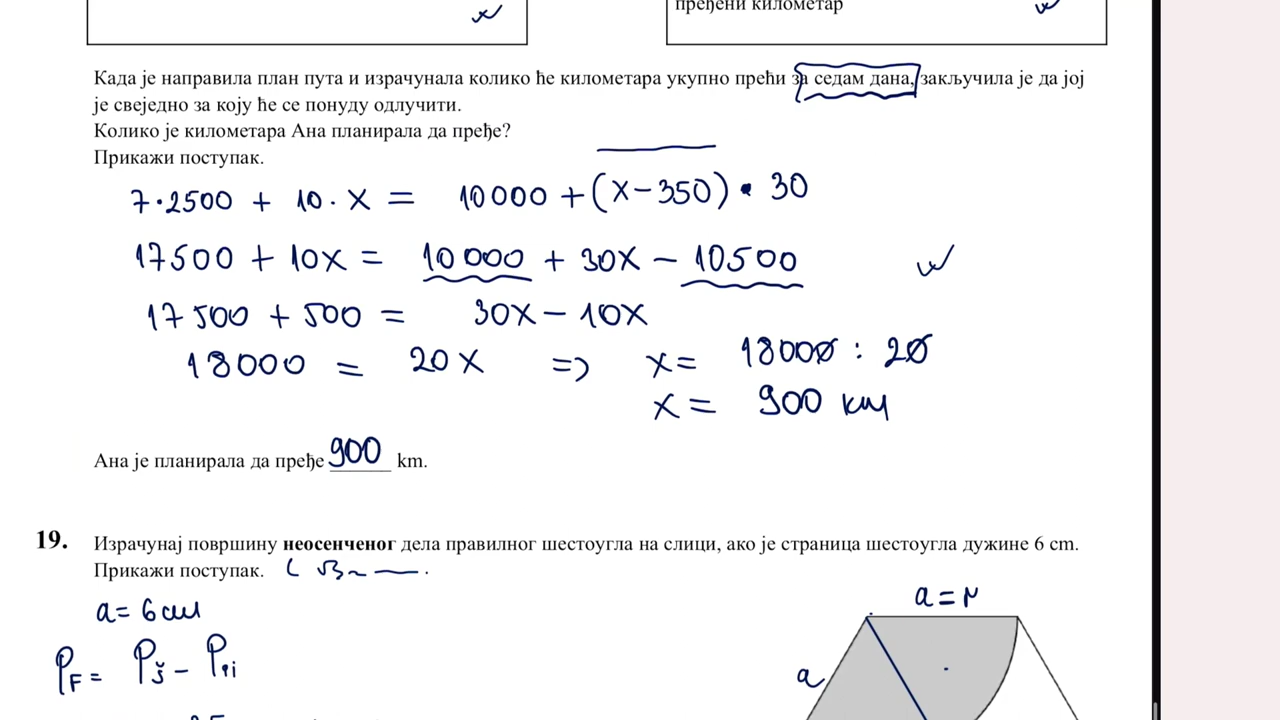 пређени километар
Када је направила план пута и израчунала колико ће километара укупно прећи за седам дана, закључила је да јој
је свеједно за коју ће се понуду одлучити.
Колико је километара Ана планирала да пређе?
Прикажи поступак.
7·2500 + 10·x = 10000 + (x-350) · 30
17500 + 10x = 10000 + 30x - 10500
17500 + 500 = 30x - 10x
18000 = 20x => x = 18000 : 20
x = 900 км
Ана је планирала да пређе 900 km.
19. Израчунај површину неосенченог дела правилног шестоугла на слици, ако је страница шестоугла дужине 6 cm.
Прикажи поступак.
a = r
a = 6 cm
a